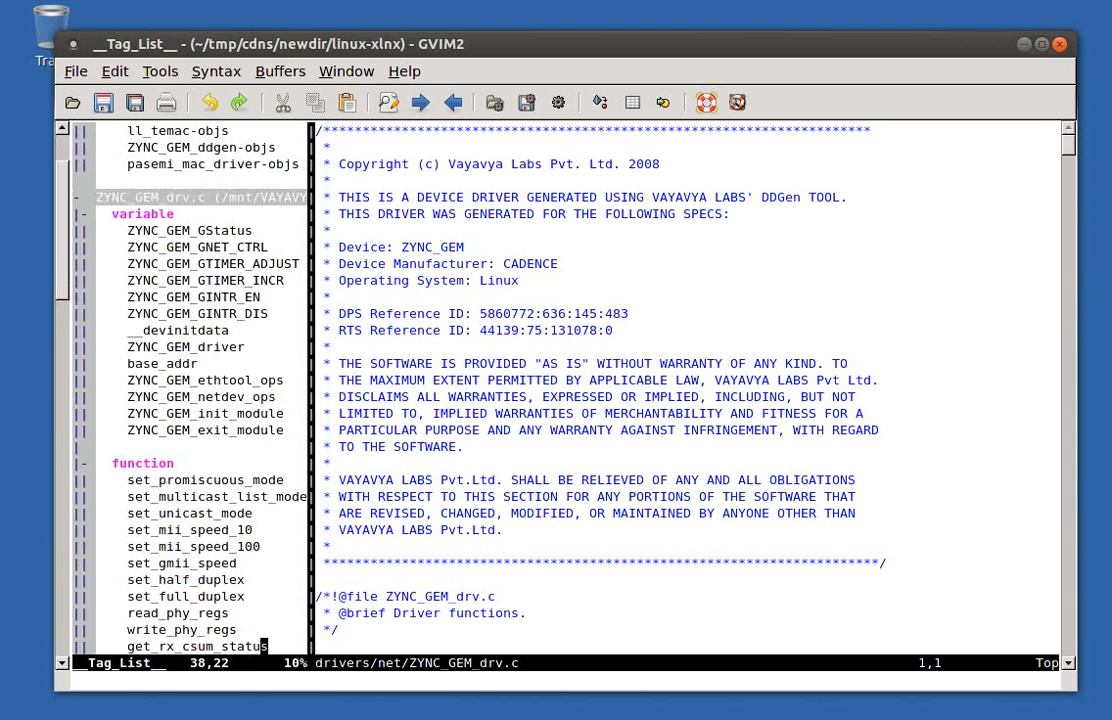 Tra
__Tag_List__ - (~/tmp/cdns/newdir/linux-xlnx) - GVIM2
File Edit Tools Syntax Buffers Window Help
|| ll_temac-objs
|| ZYNC_GEM_ddgen-objs
|| pasemi_mac_driver-objs
- ZYNC_GEM_drv.c (/mnt/VAYAVY
|- variable
|| ZYNC_GEM_GStatus
|| ZYNC_GEM_GNET_CTRL
|| ZYNC_GEM_GTIMER_ADJUST
|| ZYNC_GEM_GTIMER_INCR
|| ZYNC_GEM_GINTR_EN
|| ZYNC_GEM_GINTR_DIS
|| __devinitdata
|| ZYNC_GEM_driver
|| base_addr
|| ZYNC_GEM_ethtool_ops
|| ZYNC_GEM_netdev_ops
|| ZYNC_GEM_init_module
|| ZYNC_GEM_exit_module
|
|- function
|| set_promiscuous_mode
|| set_multicast_list_mode
|| set_unicast_mode
|| set_mii_speed_10
|| set_mii_speed_100
|| set_gmii_speed
|| set_half_duplex
|| set_full_duplex
|| read_phy_regs
|| write_phy_regs
|| get_rx_csum_status
__Tag_List__ 38,22 10%
/**********************************************************************
 *
 * Copyright (c) Vayavya Labs Pvt. Ltd. 2008
 *
 * THIS IS A DEVICE DRIVER GENERATED USING VAYAVYA LABS' DDGen TOOL.
 * THIS DRIVER WAS GENERATED FOR THE FOLLOWING SPECS:
 *
 * Device: ZYNC_GEM
 * Device Manufacturer: CADENCE
 * Operating System: Linux
 *
 * DPS Reference ID: 5860772:636:145:483
 * RTS Reference ID: 44139:75:131078:0
 *
 * THE SOFTWARE IS PROVIDED "AS IS" WITHOUT WARRANTY OF ANY KIND. TO
 * THE MAXIMUM EXTENT PERMITTED BY APPLICABLE LAW, VAYAVYA LABS Pvt Ltd.
 * DISCLAIMS ALL WARRANTIES, EXPRESSED OR IMPLIED, INCLUDING, BUT NOT
 * LIMITED TO, IMPLIED WARRANTIES OF MERCHANTABILITY AND FITNESS FOR A
 * PARTICULAR PURPOSE AND ANY WARRANTY AGAINST INFRINGEMENT, WITH REGARD
 * TO THE SOFTWARE.
 *
 * VAYAVYA LABS Pvt.Ltd. SHALL BE RELIEVED OF ANY AND ALL OBLIGATIONS
 * WITH RESPECT TO THIS SECTION FOR ANY PORTIONS OF THE SOFTWARE THAT
 * ARE REVISED, CHANGED, MODIFIED, OR MAINTAINED BY ANYONE OTHER THAN
 * VAYAVYA LABS Pvt.Ltd.
 *
 ***********************************************************************/
/*!@file ZYNC_GEM_drv.c
 * @brief Driver functions.
 */
drivers/net/ZYNC_GEM_drv.c 1,1 Top